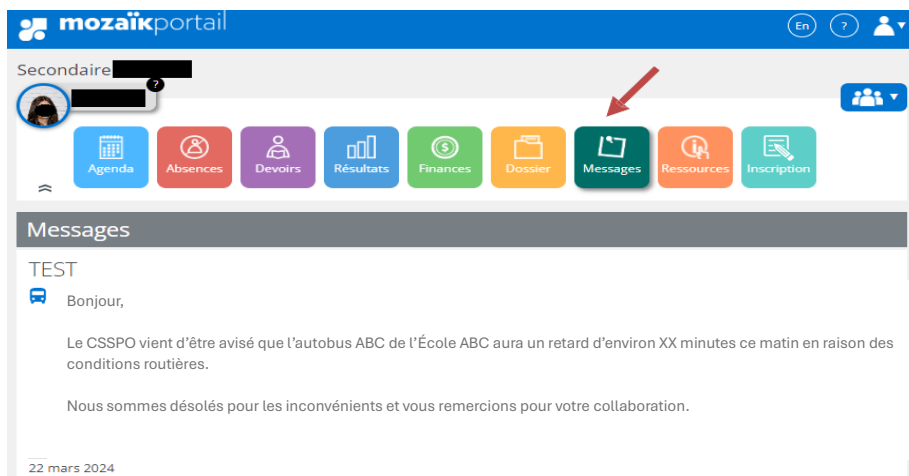 mozaïkportail
En ?
Secondaire
?
Agenda Absences Devoirs Résultats Finances Dossier Messages Ressources Inscription
Messages
TEST
Bonjour,
Le CSSPO vient d'être avisé que l'autobus ABC de l'École ABC aura un retard d'environ XX minutes ce matin en raison des
conditions routières.
Nous sommes désolés pour les inconvénients et vous remercions pour votre collaboration.
22 mars 2024